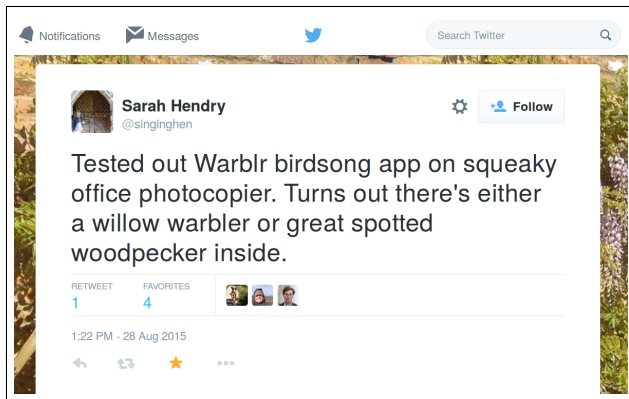 Notifications Messages Search Twitter
Sarah Hendry
@singinghen
Follow
Tested out Warblr birdsong app on squeaky
office photocopier. Turns out there's either
a willow warbler or great spotted
woodpecker inside.
RETWEET FAVORITES
1 4
1:22 PM - 28 Aug 2015